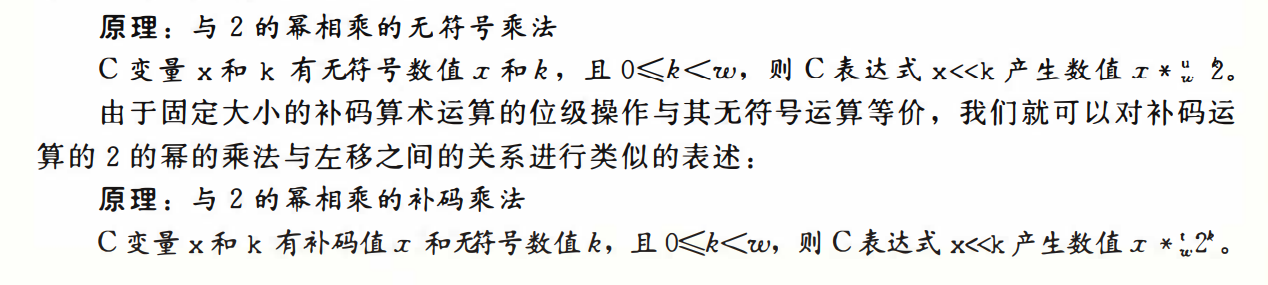 原理：与 2 的幂相乘的无符号乘法
C 变量 x 和 k 有无符号数值 x 和 k，且 0≤k<w，则 C 表达式 x<<k 产生数值 x *ᵘ_w 2ᵏ。
由于固定大小的补码算术运算的位级操作与其无符号运算等价，我们就可以对补码运
算的 2 的幂的乘法与左移之间的关系进行类似的表述：
原理：与 2 的幂相乘的补码乘法
C 变量 x 和 k 有补码值 x 和无符号数值 k，且 0≤k<w，则 C 表达式 x<<k 产生数值 x *ᵗ_w 2ᵏ。